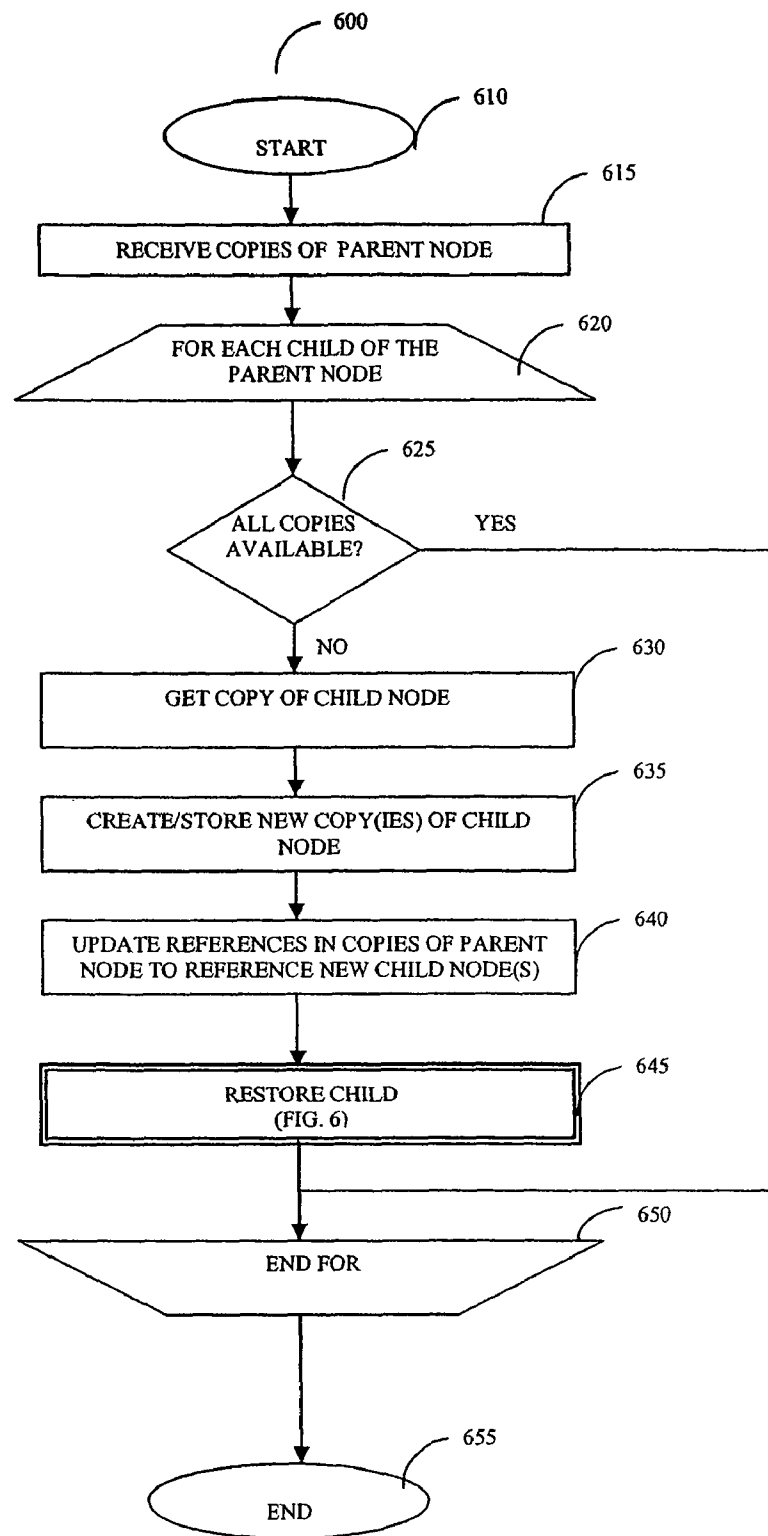 600
610
START
615
RECEIVE COPIES OF PARENT NODE
620
FOR EACH CHILD OF THE
PARENT NODE
625
ALL COPIES
AVAILABLE?
YES
NO
630
GET COPY OF CHILD NODE
635
CREATE/STORE NEW COPY(IES) OF CHILD
NODE
640
UPDATE REFERENCES IN COPIES OF PARENT
NODE TO REFERENCE NEW CHILD NODE(S)
645
RESTORE CHILD
(FIG. 6)
650
END FOR
655
END